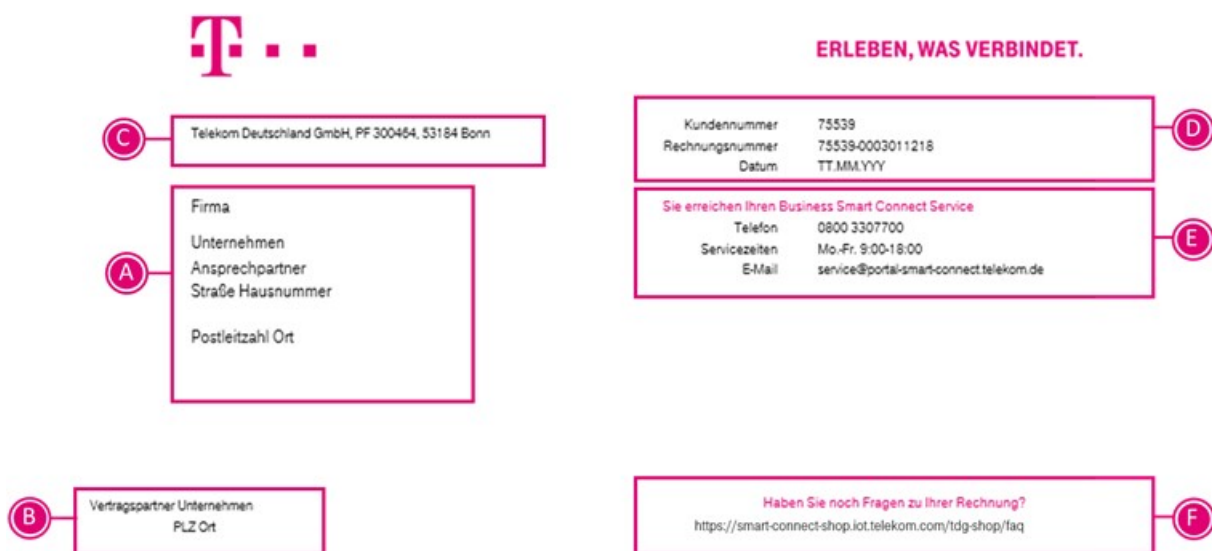 T
ERLEBEN, WAS VERBINDET.
C
Telekom Deutschland GmbH, PF 300464, 53184 Bonn
Kundennummer 75539
Rechnungsnummer 75539-0003011218
Datum TT.MM.YYY
D
A
Firma
Unternehmen
Ansprechpartner
Straße Hausnummer
Postleitzahl Ort
Sie erreichen Ihren Business Smart Connect Service
Telefon 0800 3307700
Servicezeiten Mo.-Fr. 9:00-18:00
E-Mail service@portal-smart-connect.telekom.de
E
B
Vertragspartner Unternehmen
PLZ Ort
Haben Sie noch Fragen zu Ihrer Rechnung?
https://smart-connect-shop.iot.telekom.com/tdg-shop/faq
F